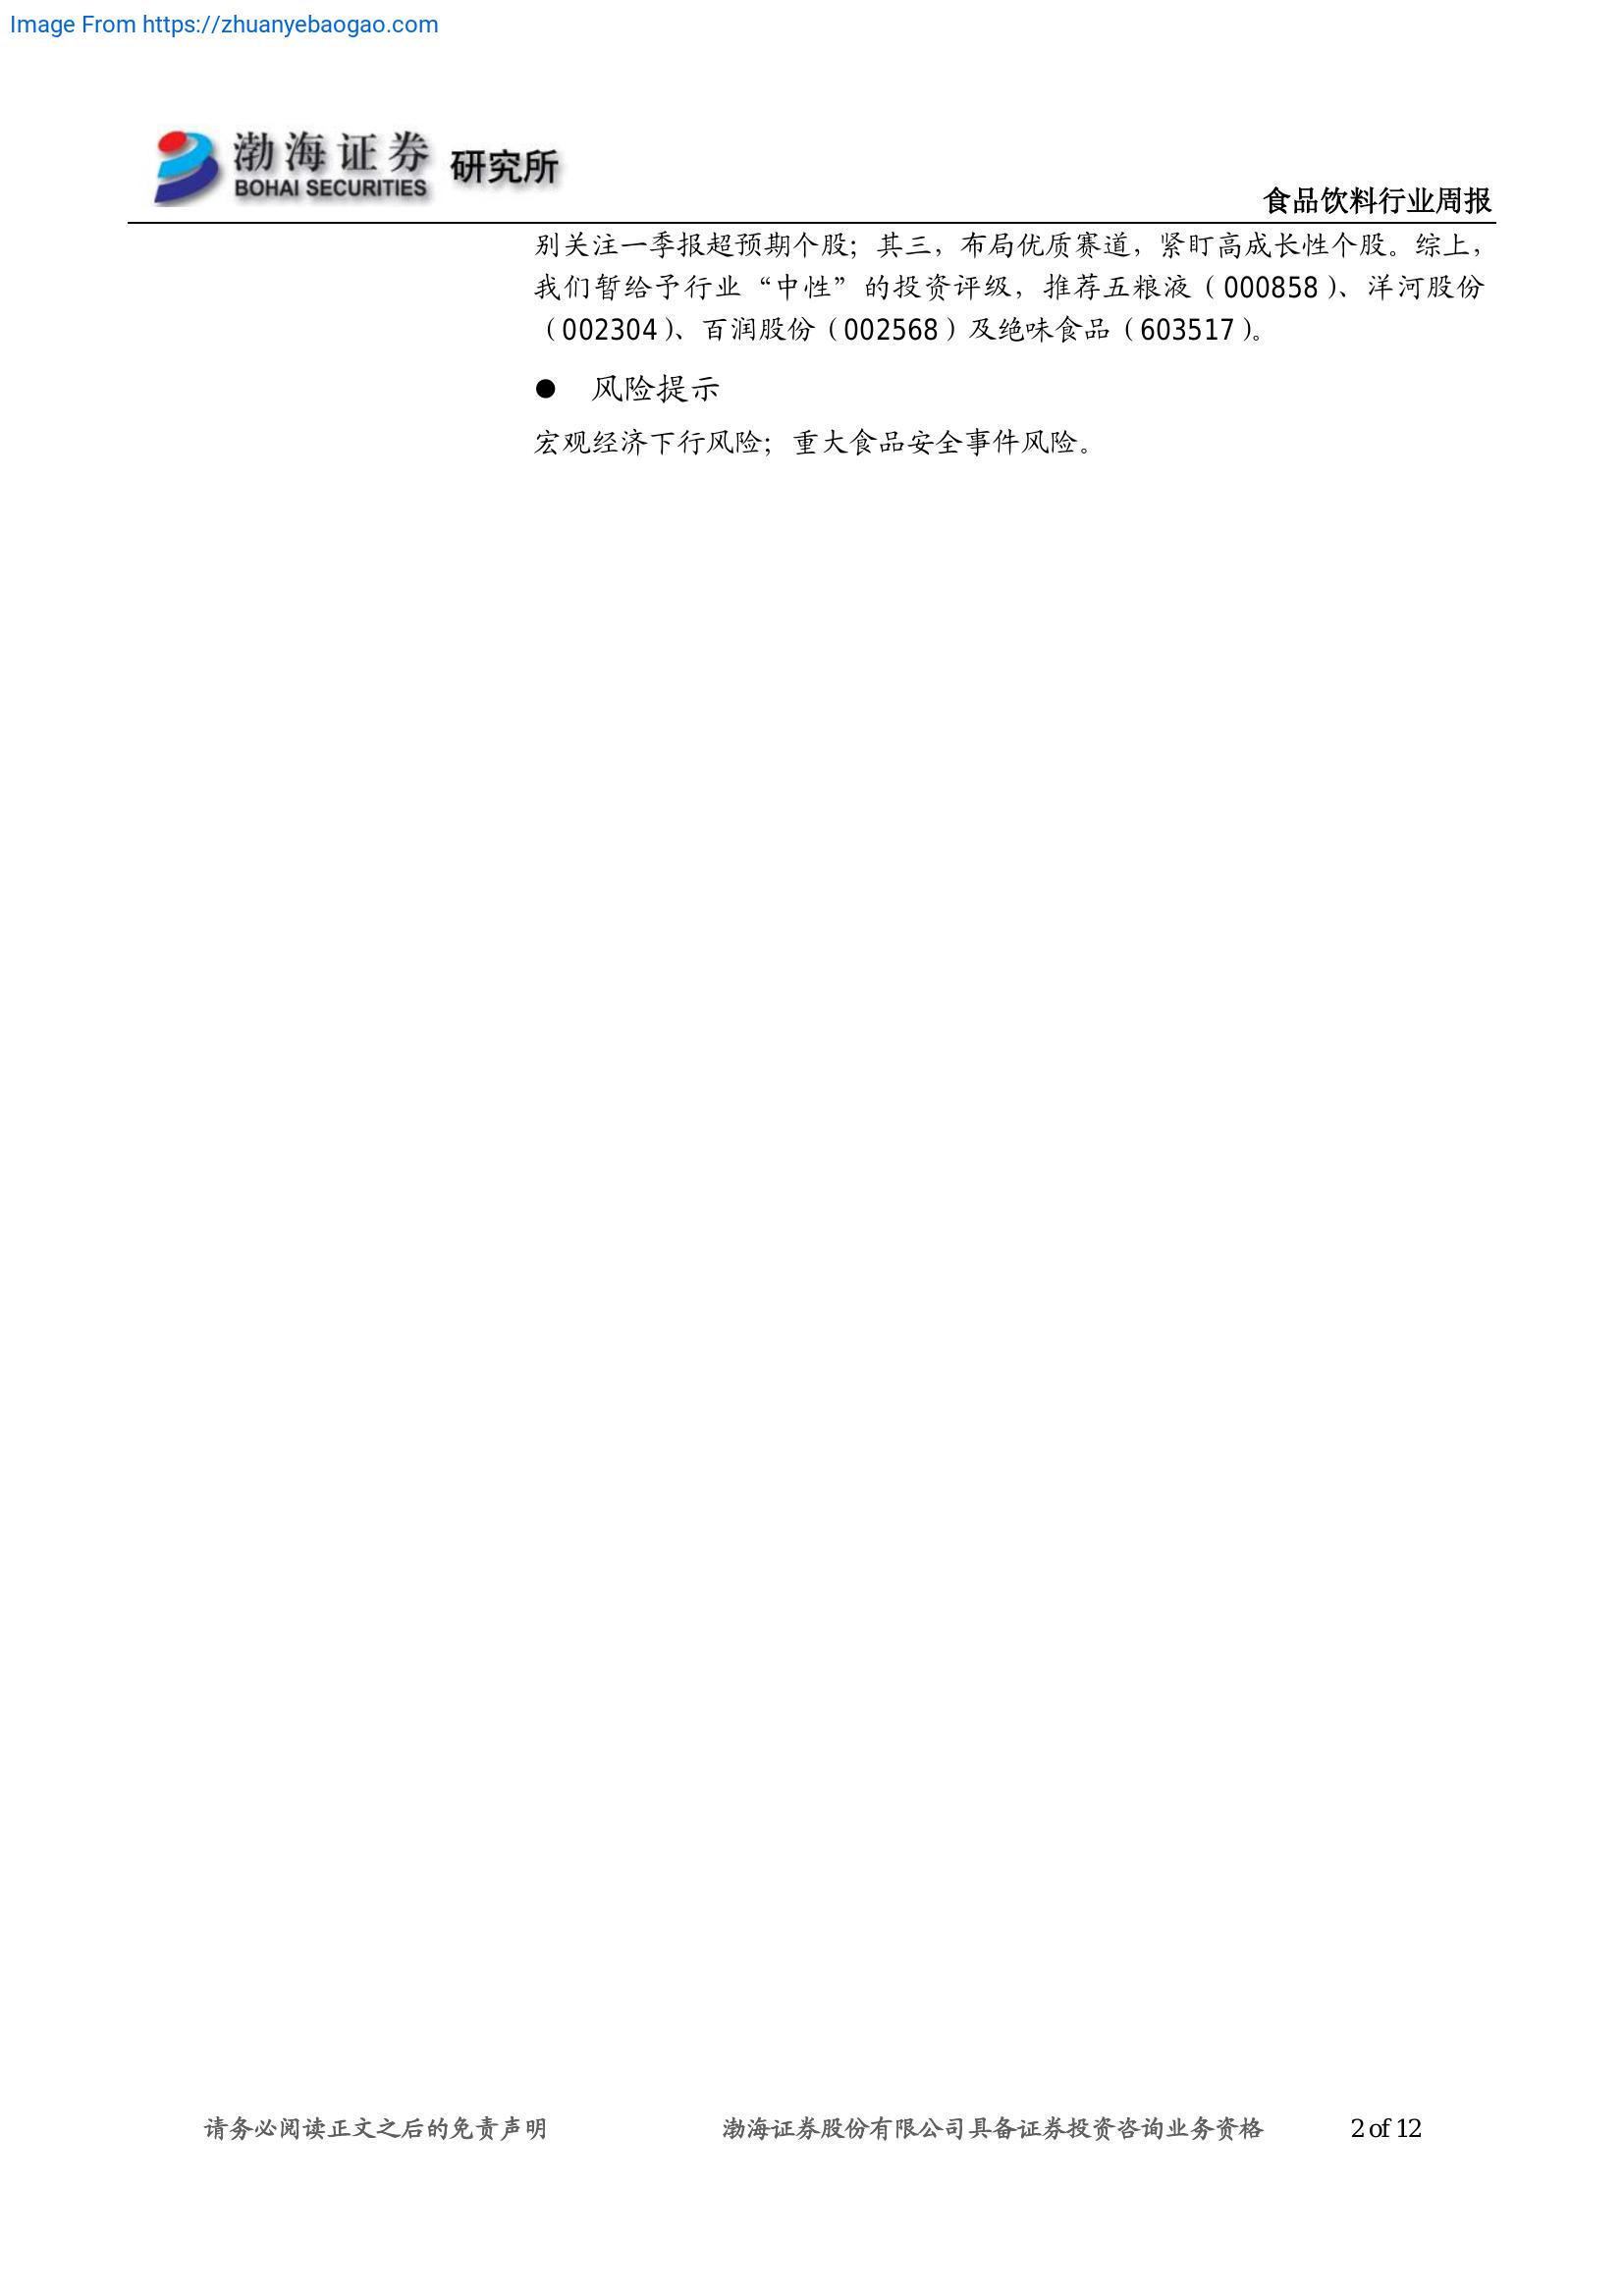 Image From https://zhuanyebaogao.com
渤海证券 研究所
BOHAI SECURITIES
食品饮料行业周报
别关注一季报超预期个股；其三，布局优质赛道，紧盯高成长性个股。综上，
我们暂给予行业“中性”的投资评级，推荐五粮液（000858）、洋河股份
（002304）、百润股份（002568）及绝味食品（603517）。
● 风险提示
宏观经济下行风险；重大食品安全事件风险。
请务必阅读正文之后的免责声明 渤海证券股份有限公司具备证券投资咨询业务资格 2 of 12